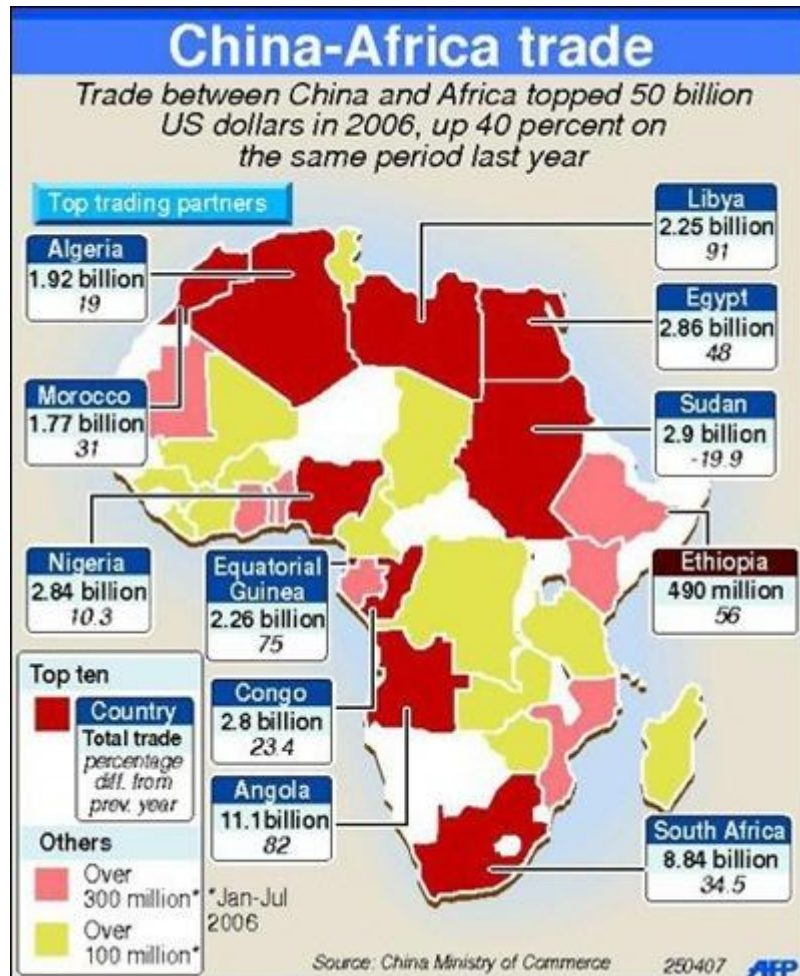 China-Africa trade
Trade between China and Africa topped 50 billion
US dollars in 2006, up 40 percent on
the same period last year
Top trading partners
Algeria
1.92 billion
19
Libya
2.25 billion
91
Egypt
2.86 billion
48
Morocco
1.77 billion
31
Sudan
2.9 billion
-19.9
Nigeria
2.84 billion
10.3
Equatorial
Guinea
2.26 billion
75
Ethiopia
490 million
56
Congo
2.8 billion
23.4
Angola
11.1billion
82
South Africa
8.84 billion
34.5
Top ten
Country
Total trade
percentage
diff. from
prev. year
Others
Over
300 million*
Over
100 million*
*Jan-Jul
2006
Source: China Ministry of Commerce
250407
AFP